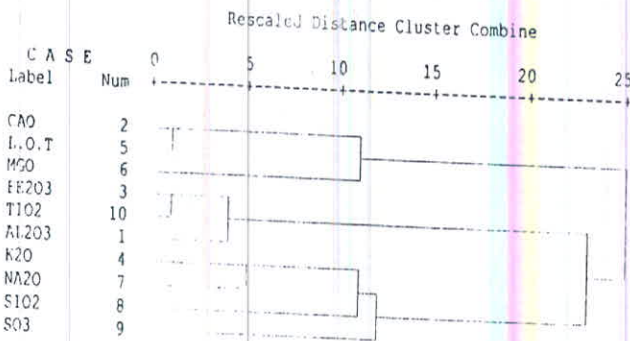 Rescaled Distance Cluster Combine
C A S E 0 5 10 15 20 25
Label Num
CAO 2
L.O.T 5
MGO 6
FE2O3 3
TIO2 10
AL2O3 1
K2O 4
NA2O 7
SIO2 8
SO3 9